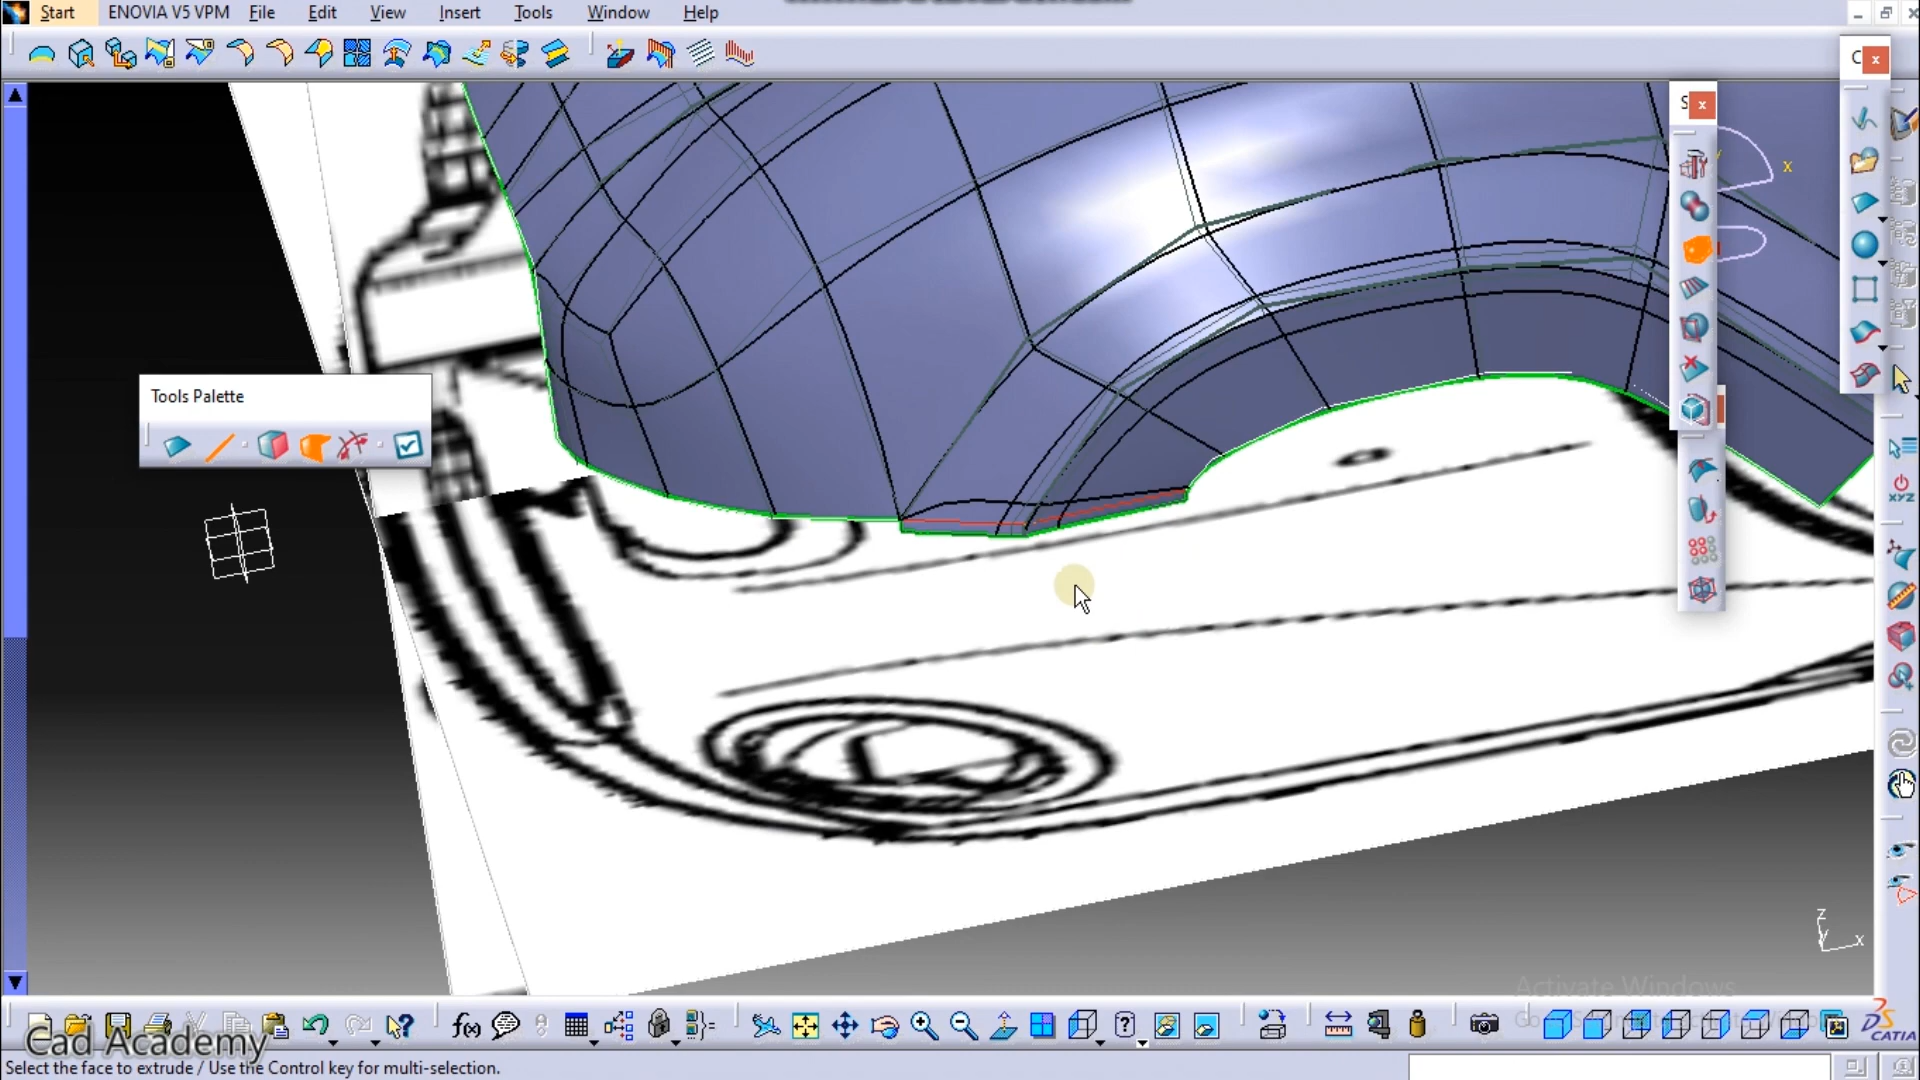 Start ENOVIA V5 VPM File Edit View Insert Tools Window Help
C
S
x
Tools Palette
XYZ
z
y x
Activate Windows
f(x)
Cad Academy
CATIA
Select the face to extrude / Use the Control key for multi-selection.